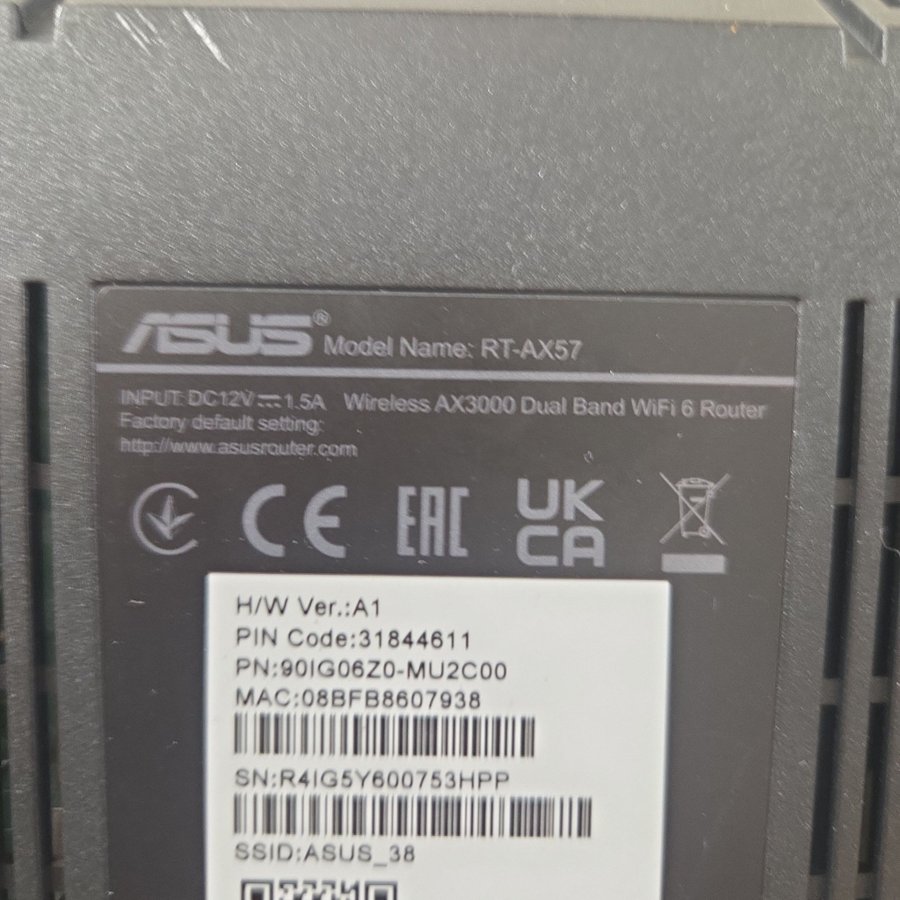 ASUS® Model Name: RT-AX57
INPUT: DC12V⎓1.5A Wireless AX3000 Dual Band WiFi 6 Router
Factory default setting:
http://www.asusrouter.com
CE EAC UK CA
H/W Ver.:A1
PIN Code:31844611
PN:90IG06Z0-MU2C00
MAC:08BFB8607938
SN:R4IG5Y600753HPP
SSID:ASUS_38